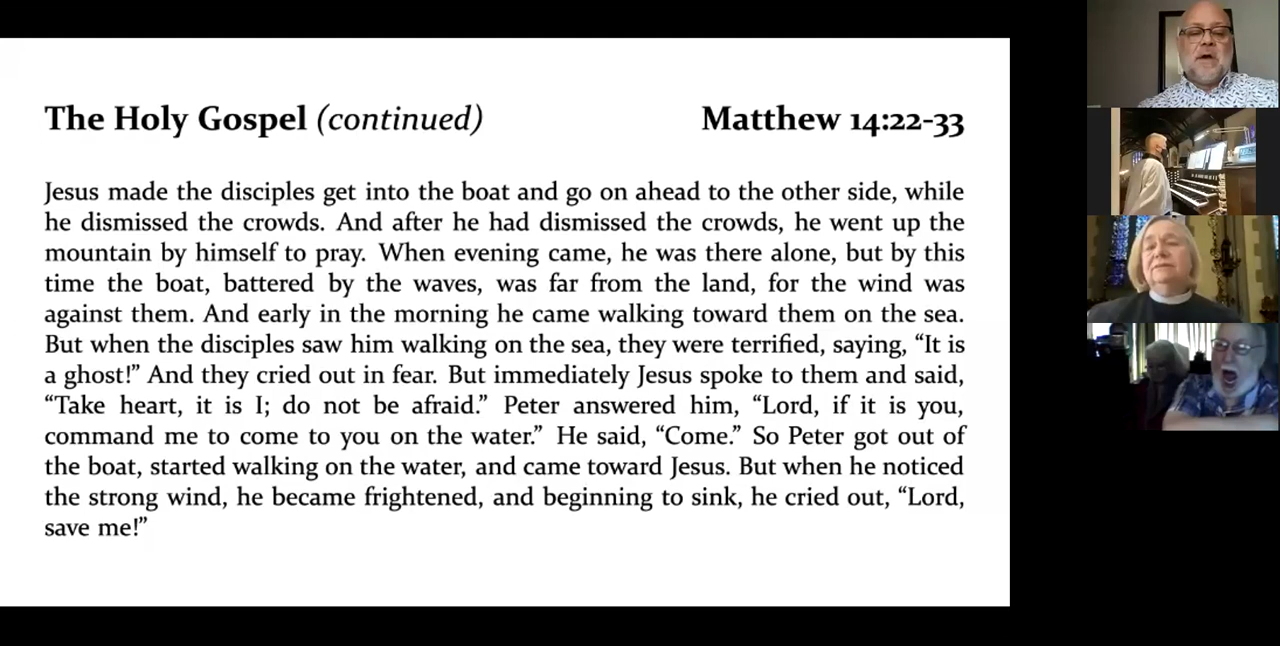 The Holy Gospel (continued) Matthew 14:22-33
Jesus made the disciples get into the boat and go on ahead to the other side, while
he dismissed the crowds. And after he had dismissed the crowds, he went up the
mountain by himself to pray. When evening came, he was there alone, but by this
time the boat, battered by the waves, was far from the land, for the wind was
against them. And early in the morning he came walking toward them on the sea.
But when the disciples saw him walking on the sea, they were terrified, saying, “It is
a ghost!” And they cried out in fear. But immediately Jesus spoke to them and said,
“Take heart, it is I; do not be afraid.” Peter answered him, “Lord, if it is you,
command me to come to you on the water.” He said, “Come.” So Peter got out of
the boat, started walking on the water, and came toward Jesus. But when he noticed
the strong wind, he became frightened, and beginning to sink, he cried out, “Lord,
save me!”